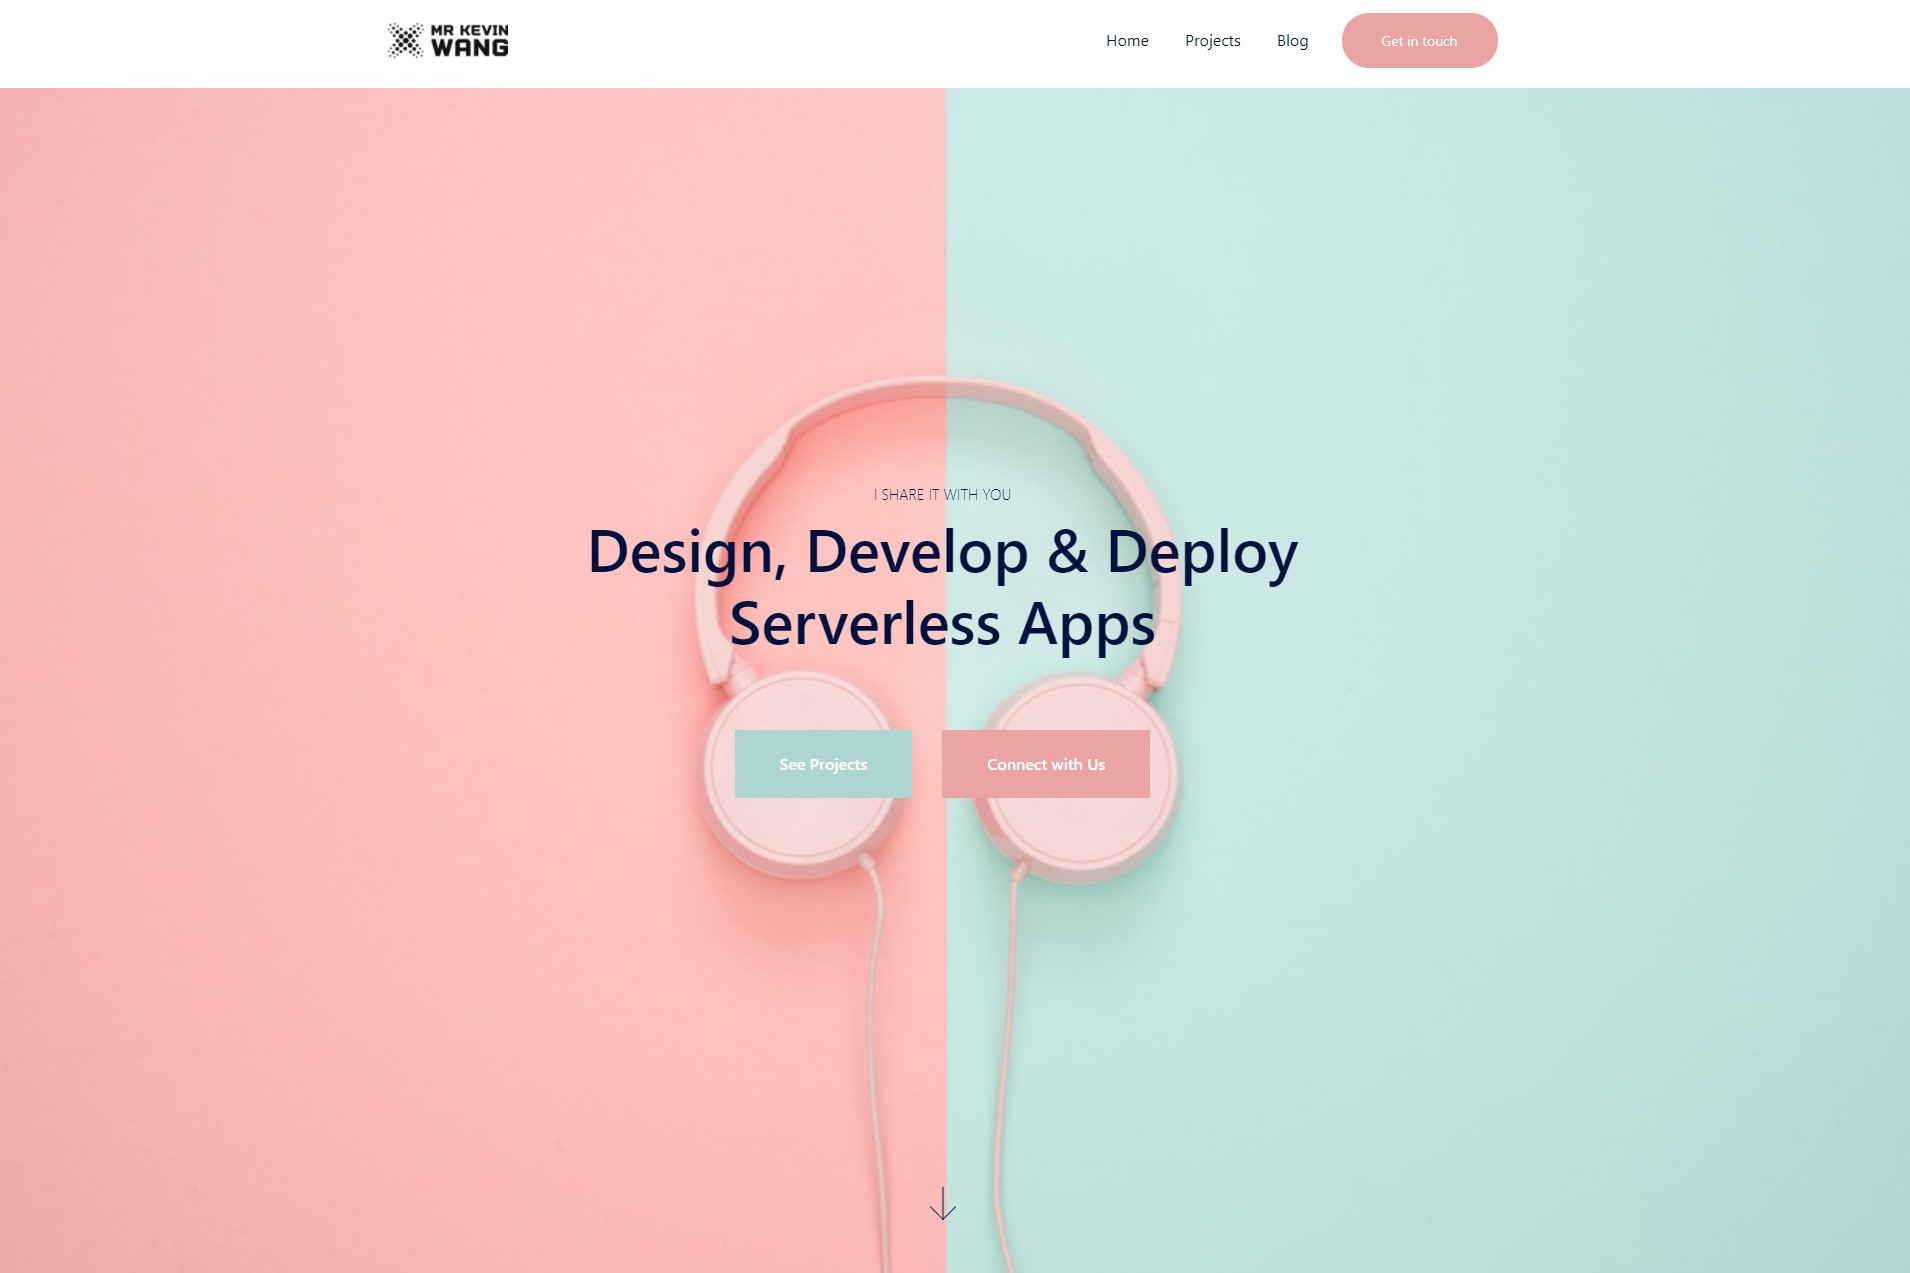 MR KEVIN
WANG
Home
Projects
Blog
Get in touch
I SHARE IT WITH YOU
Design, Develop & Deploy
Serverless Apps
See Projects
Connect with Us